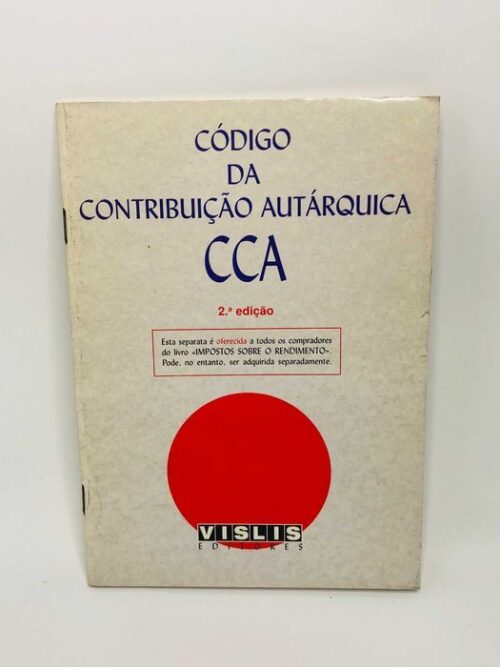 CÓDIGO
DA
CONTRIBUIÇÃO AUTÁRQUICA
CCA
2.ª edição
Esta separata é oferecida a todos os compradores
do livro «IMPOSTOS SOBRE O RENDIMENTO».
Pode, no entanto, ser adquirida separadamente.
VISLIS
EDITORES